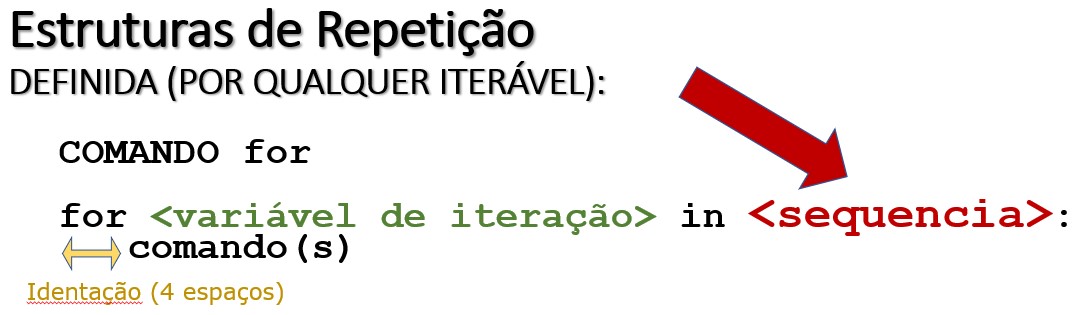 Estruturas de Repetição
DEFINIDA (POR QUALQUER ITERÁVEL):
COMANDO for
for <variável de iteração> in <sequencia>:
comando(s)
Identação (4 espaços)